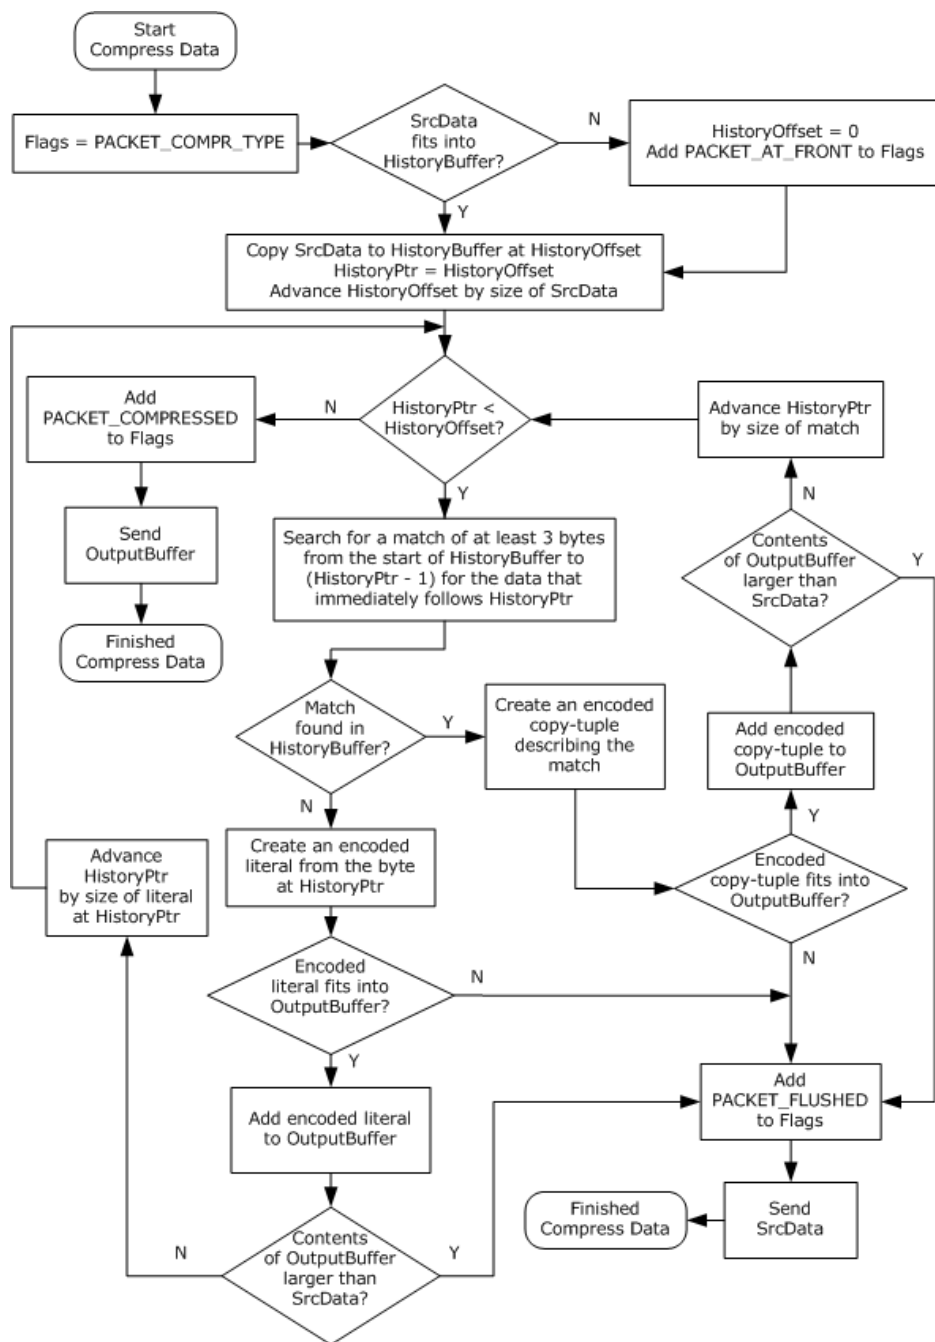 Start
Compress Data
Flags = PACKET_COMPR_TYPE
SrcData
fits into
HistoryBuffer?
N
HistoryOffset = 0
Add PACKET_AT_FRONT to Flags
Y
Copy SrcData to HistoryBuffer at HistoryOffset
HistoryPtr = HistoryOffset
Advance HistoryOffset by size of SrcData
HistoryPtr <
HistoryOffset?
N
Add
PACKET_COMPRESSED
to Flags
Send
OutputBuffer
Finished
Compress Data
Y
Search for a match of at least 3 bytes
from the start of HistoryBuffer to
(HistoryPtr - 1) for the data that
immediately follows HistoryPtr
Advance HistoryPtr
by size of match
N
Contents
of OutputBuffer
larger than
SrcData?
Y
Match
found in
HistoryBuffer?
Y
Create an encoded
copy-tuple
describing the
match
Add encoded
copy-tuple to
OutputBuffer
Y
Encoded
copy-tuple fits into
OutputBuffer?
N
N
Create an encoded
literal from the byte
at HistoryPtr
Advance
HistoryPtr
by size of literal
at HistoryPtr
Encoded
literal fits into
OutputBuffer?
N
Y
Add encoded literal
to OutputBuffer
Add
PACKET_FLUSHED
to Flags
Send
SrcData
Finished
Compress Data
N
Contents
of OutputBuffer
larger than
SrcData?
Y